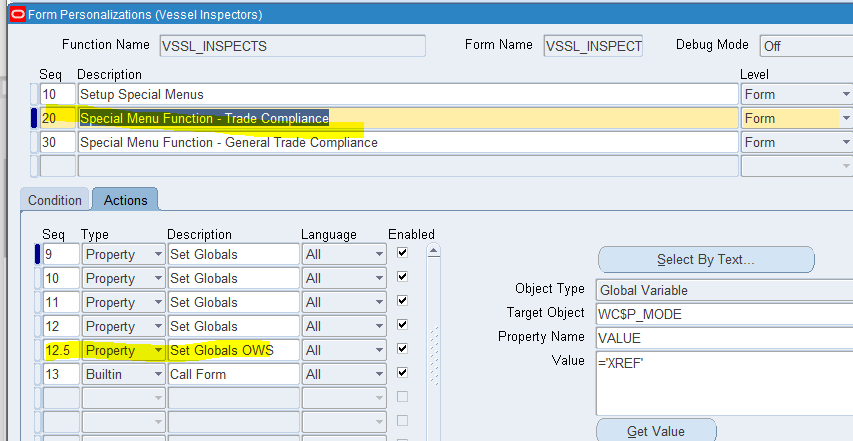 Form Personalizations (Vessel Inspectors)
Function Name VSSL_INSPECTS Form Name VSSL_INSPECT Debug Mode Off
Seq Description Level
10 Setup Special Menus Form
20 Special Menu Function - Trade Compliance Form
30 Special Menu Function - General Trade Compliance Form
Condition Actions
Seq Type Description Language Enabled
9 Property Set Globals All
10 Property Set Globals All
11 Property Set Globals All
12 Property Set Globals All
12.5 Property Set Globals OWS All
13 Builtin Call Form All
Select By Text...
Object Type Global Variable
Target Object WC$P_MODE
Property Name VALUE
Value ='XREF'
Get Value